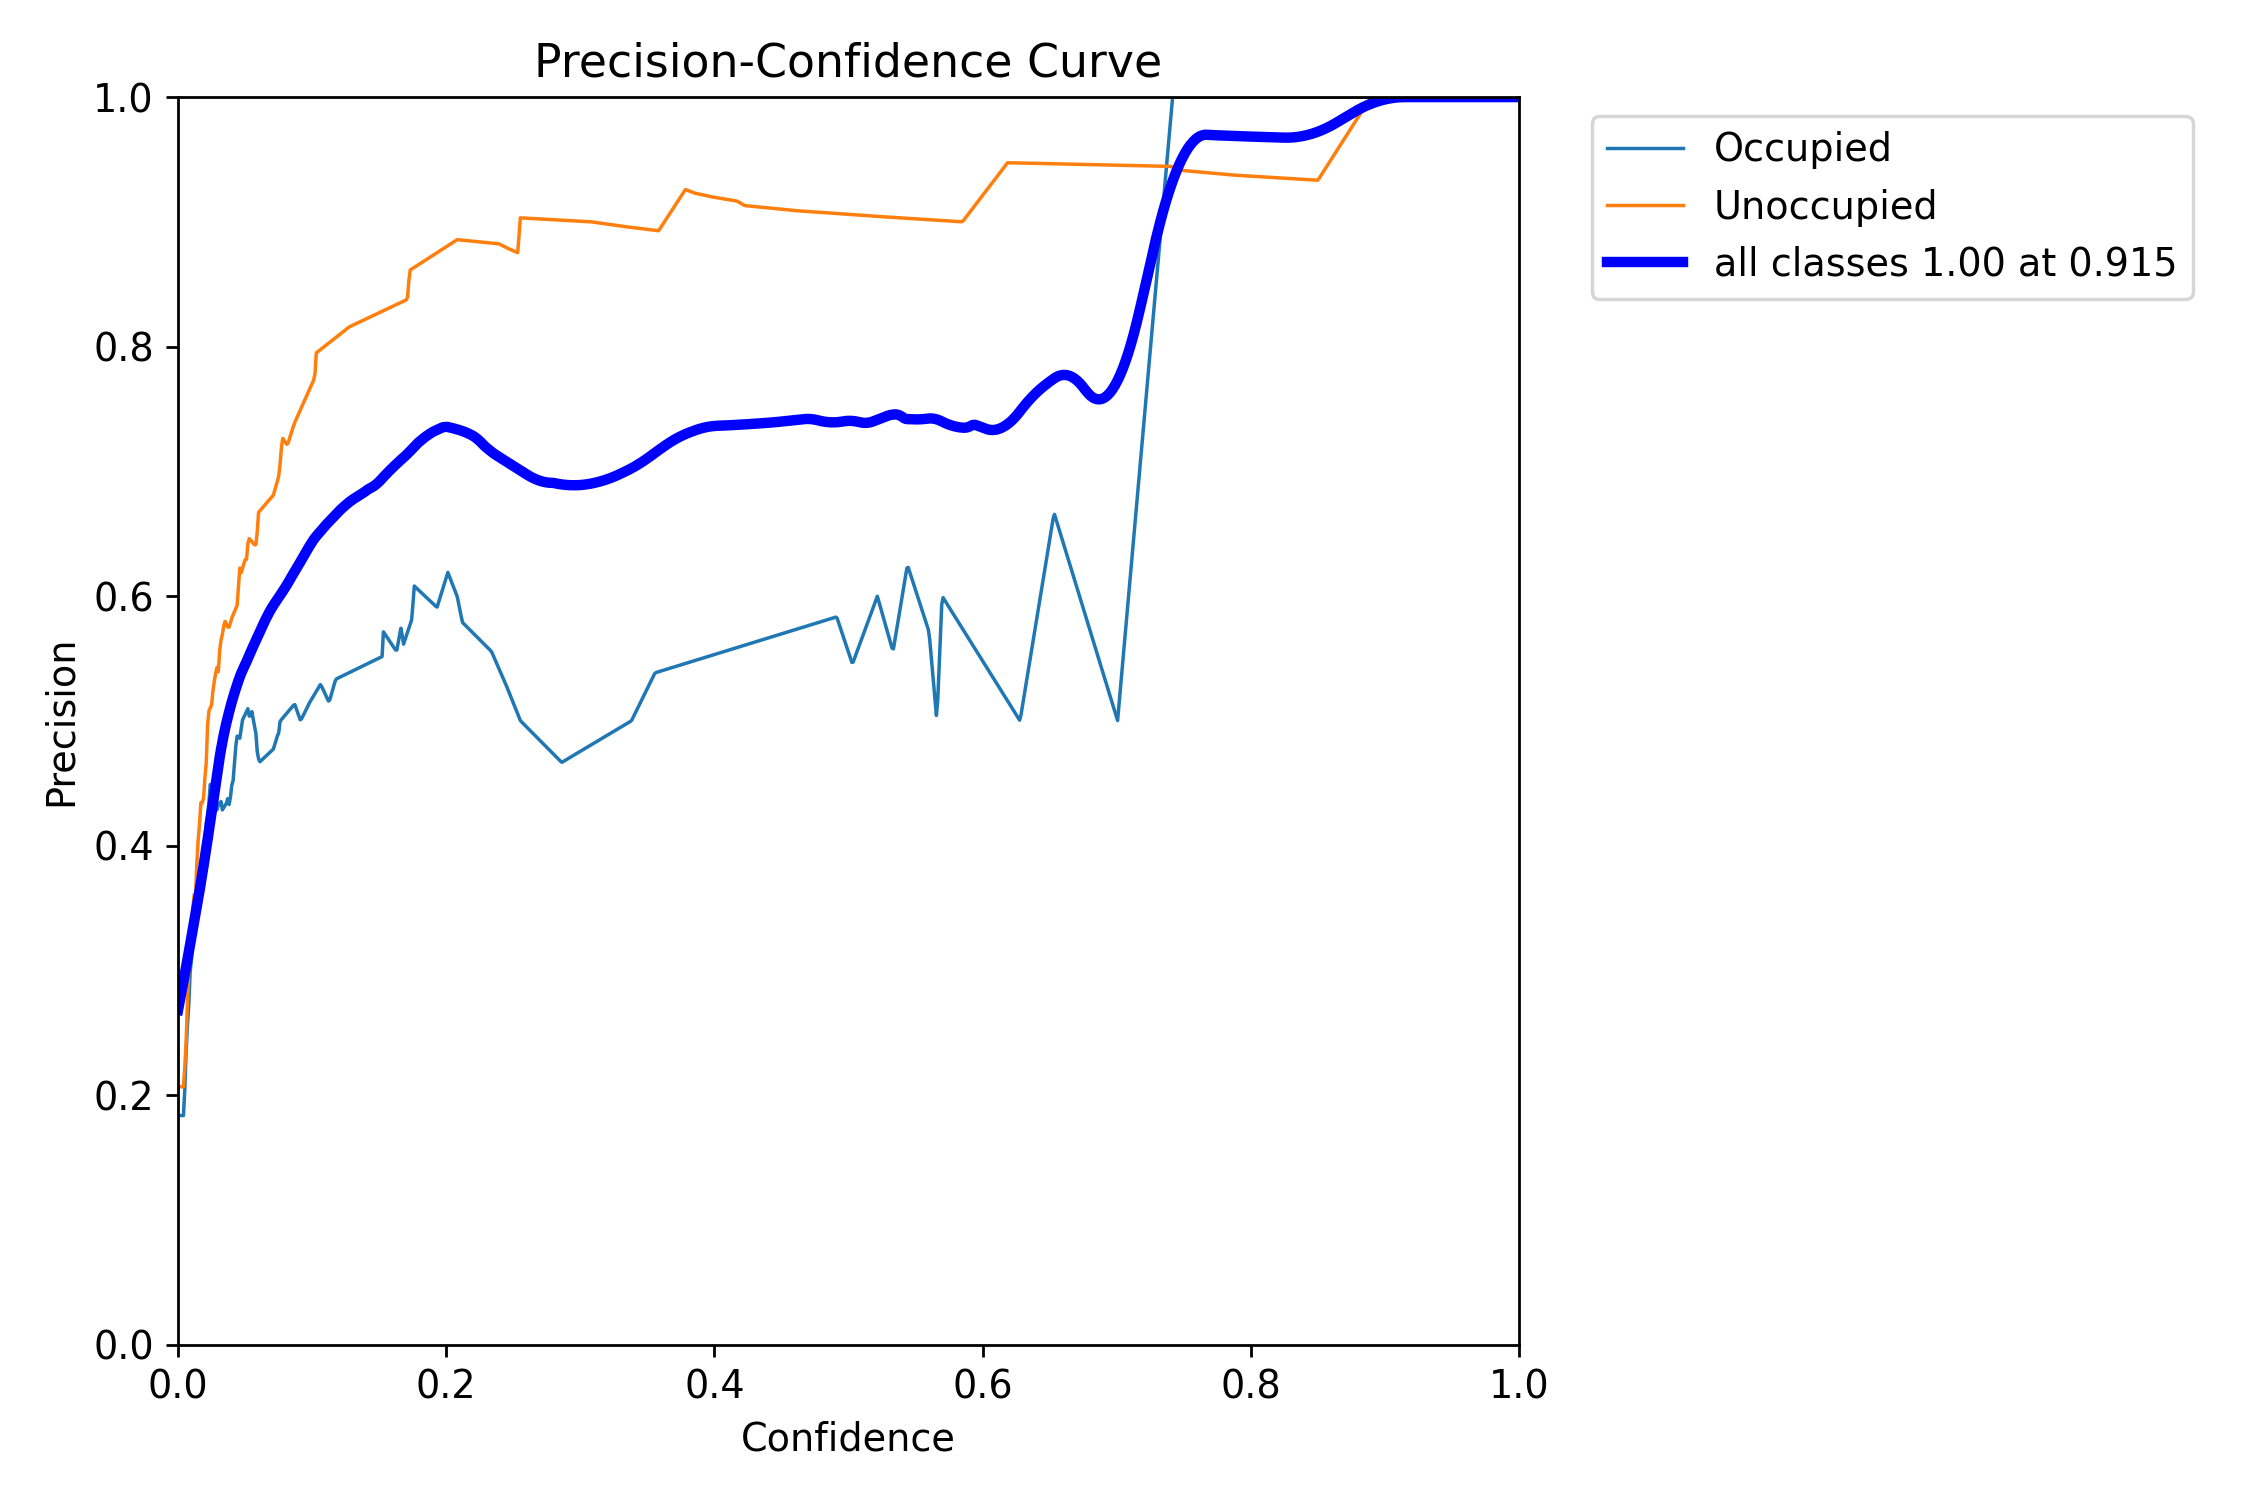 Precision-Confidence Curve
1.0
0.8
0.6
0.4
0.2
0.0
Precision
0.0 0.2 0.4 0.6 0.8 1.0
Confidence
Occupied
Unoccupied
all classes 1.00 at 0.915